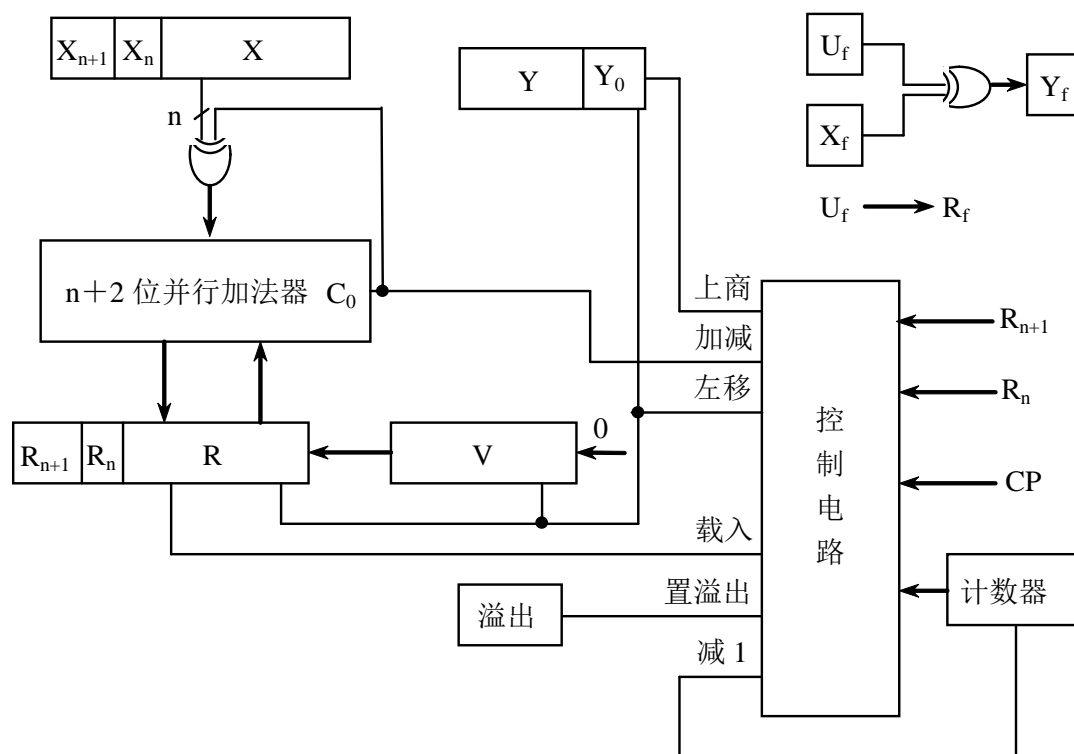 X_{n+1} X_n X
n
n＋2 位并行加法器 C_0
R_{n+1} R_n R
V
0
Y Y_0
U_f
X_f
Y_f
U_f R_f
上商
加减
左移
载入
置溢出
减 1
溢出
控制电路
R_{n+1}
R_n
CP
计数器